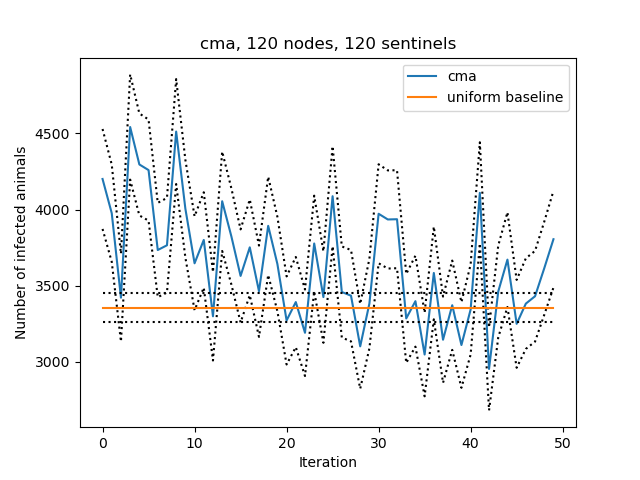 cma, 120 nodes, 120 sentinels
cma
uniform baseline
Number of infected animals
4500
4000
3500
3000
0
10
20
30
40
50
Iteration